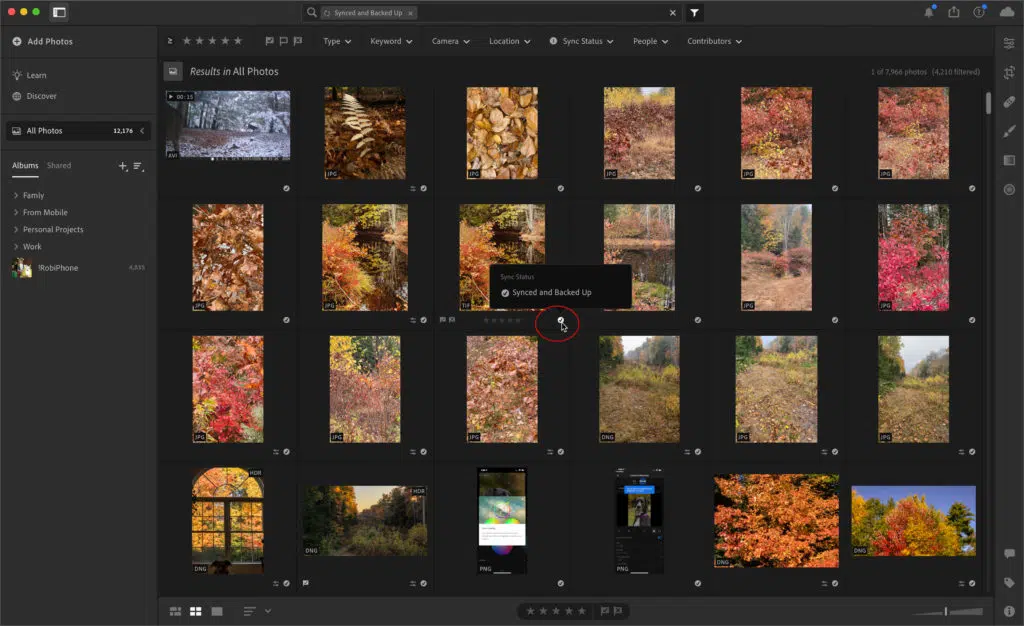 Synced and Backed Up ×
Add Photos
Learn
Discover
All Photos 12,176
Albums Shared
Family
From Mobile
Personal Projects
Work
!RobiPhone 4,835
≥ Type Keyword Camera Location Sync Status People Contributors
Results in All Photos
1 of 7,966 photos (4,210 filtered)
00:15
AVI
JPG
JPG
JPG
JPG
JPG
JPG
JPG
TIF
JPG
JPG
JPG
Sync Status
Synced and Backed Up
JPG
JPG
JPG
DNG
JPG
JPG
HDR
DNG
HDR
DNG
PNG
PNG
DNG
DNG